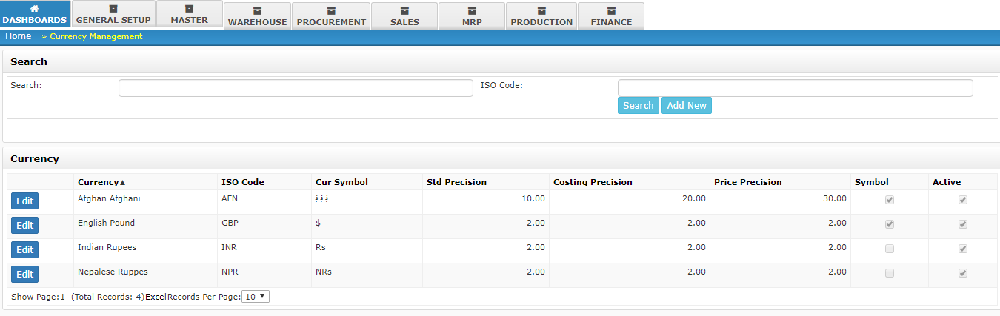 DASHBOARDS GENERAL SETUP MASTER WAREHOUSE PROCUREMENT SALES MRP PRODUCTION FINANCE
Home » Currency Management
Search
Search: ISO Code:
Search Add New
Currency
Currency▲ ISO Code Cur Symbol Std Precision Costing Precision Price Precision Symbol Active
Edit Afghan Afghani AFN 10.00 20.00 30.00
Edit English Pound GBP $ 2.00 2.00 2.00
Edit Indian Rupees INR Rs 2.00 2.00 2.00
Edit Nepalese Ruppes NPR NRs 2.00 2.00 2.00
Show Page:1 (Total Records: 4)ExcelRecords Per Page: 10